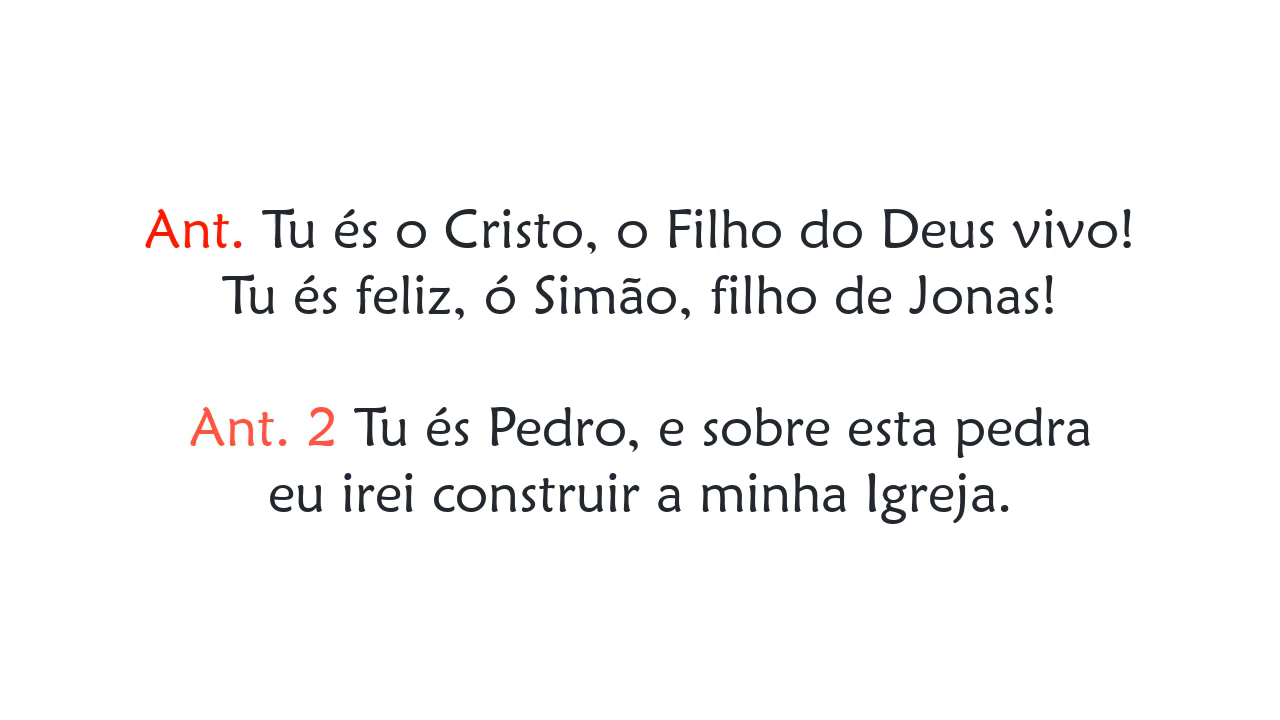 Ant. Tu és o Cristo, o Filho do Deus vivo!
Tu és feliz, ó Simão, filho de Jonas!
Ant. 2 Tu és Pedro, e sobre esta pedra
eu irei construir a minha Igreja.